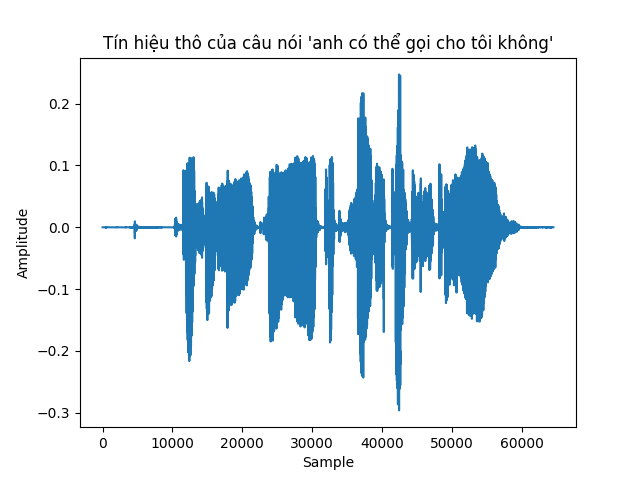 Tín hiệu thô của câu nói 'anh có thể gọi cho tôi không'
0.2
0.1
0.0
−0.1
−0.2
−0.3
Amplitude
0 10000 20000 30000 40000 50000 60000
Sample